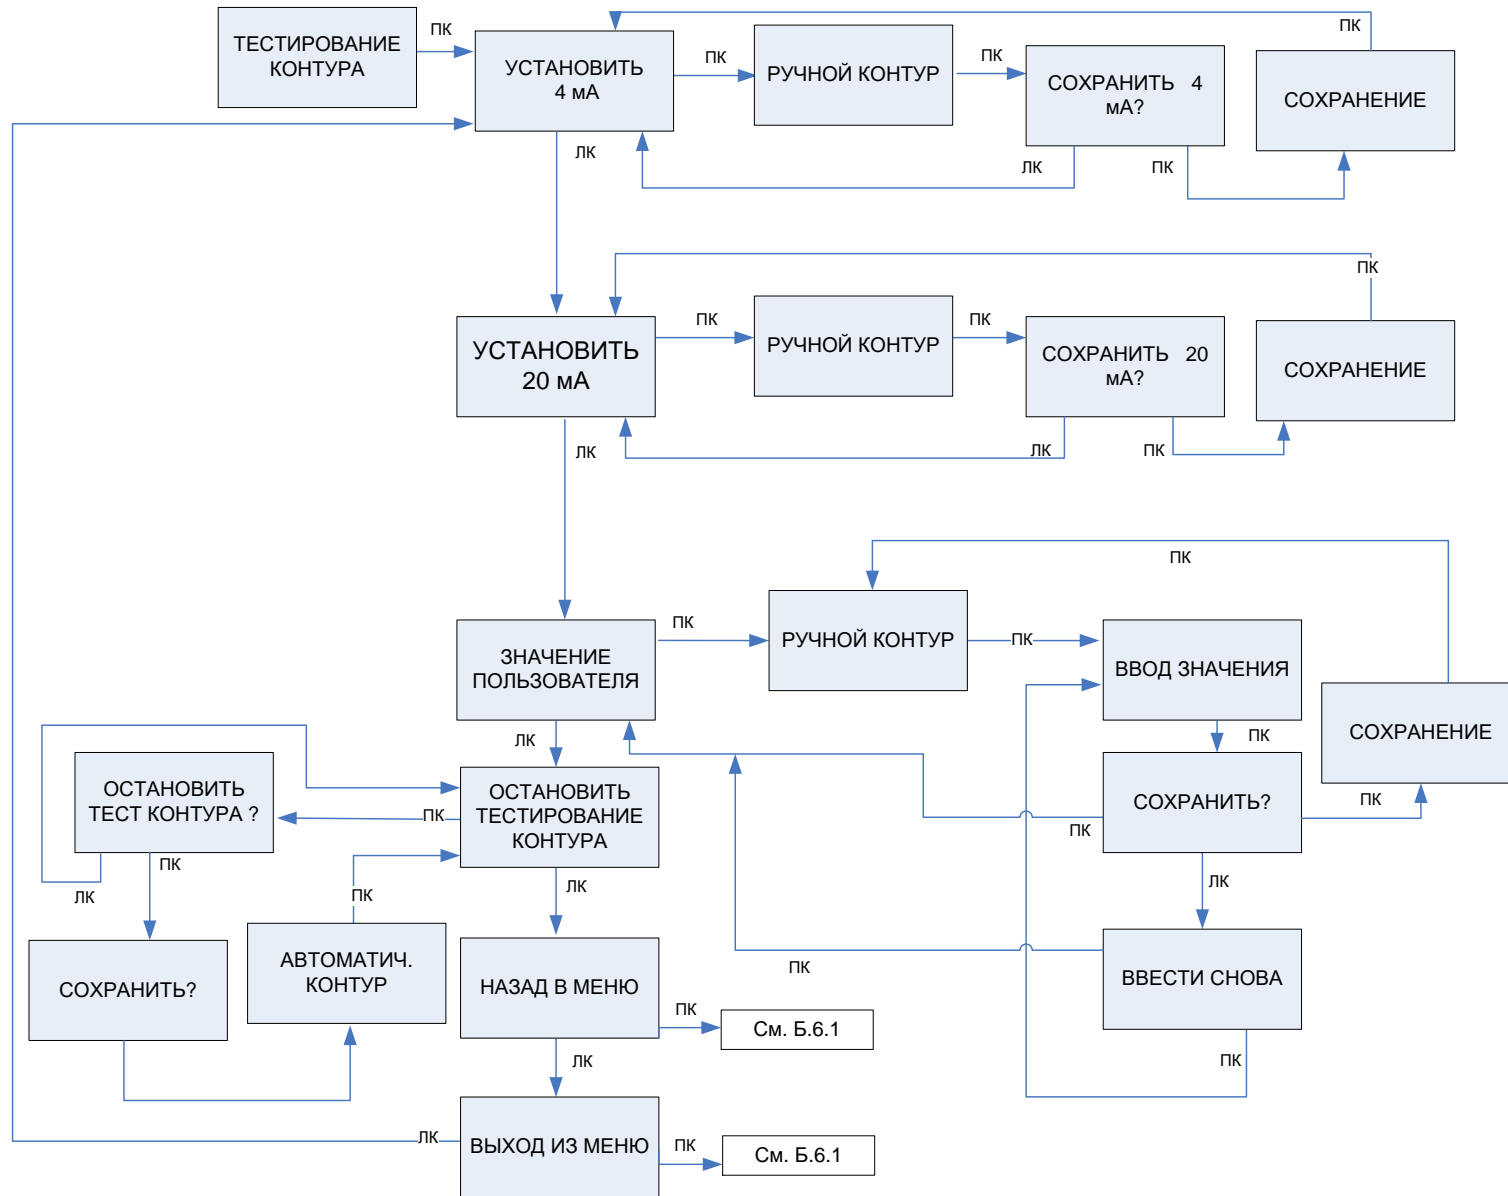 ТЕСТИРОВАНИЕ
КОНТУРА
ПК
УСТАНОВИТЬ
4 мА
ПК
РУЧНОЙ КОНТУР
ПК
СОХРАНИТЬ 4
мА?
ПК
СОХРАНЕНИЕ
ЛК
ЛК
ПК
УСТАНОВИТЬ
20 мА
ПК
РУЧНОЙ КОНТУР
ПК
СОХРАНИТЬ 20
мА?
ПК
СОХРАНЕНИЕ
ЛК
ЛК
ПК
ЗНАЧЕНИЕ
ПОЛЬЗОВАТЕЛЯ
ПК
РУЧНОЙ КОНТУР
ПК
ВВОД ЗНАЧЕНИЯ
ПК
СОХРАНЕНИЕ
ЛК
ПК
ОСТАНОВИТЬ
ТЕСТ КОНТУРА ?
ПК
ОСТАНОВИТЬ
ТЕСТИРОВАНИЕ
КОНТУРА
ПК
СОХРАНИТЬ?
ПК
ЛК
ПК
ПК
ЛК
ЛК
СОХРАНИТЬ?
АВТОМАТИЧ.
КОНТУР
НАЗАД В МЕНЮ
ПК
См. Б.6.1
ПК
ВВЕСТИ СНОВА
ПК
ЛК
ЛК
ВЫХОД ИЗ МЕНЮ
ПК
См. Б.6.1